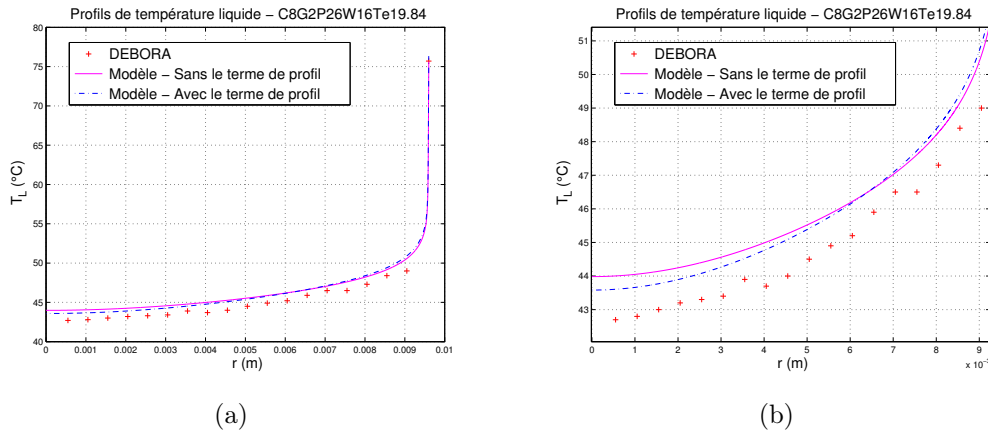 Profils de température liquide − C8G2P26W16Te19.84
DEBORA
Modèle − Sans le terme de profil
Modèle − Avec le terme de profil
T_L (°C)
80
75
70
65
60
55
50
45
40
0 0.001 0.002 0.003 0.004 0.005 0.006 0.007 0.008 0.009 0.01
r (m)
(a)
Profils de température liquide − C8G2P26W16Te19.84
DEBORA
Modèle − Sans le terme de profil
Modèle − Avec le terme de profil
T_L (°C)
51
50
49
48
47
46
45
44
43
0 1 2 3 4 5 6 7 8 9
r (m)
(b)